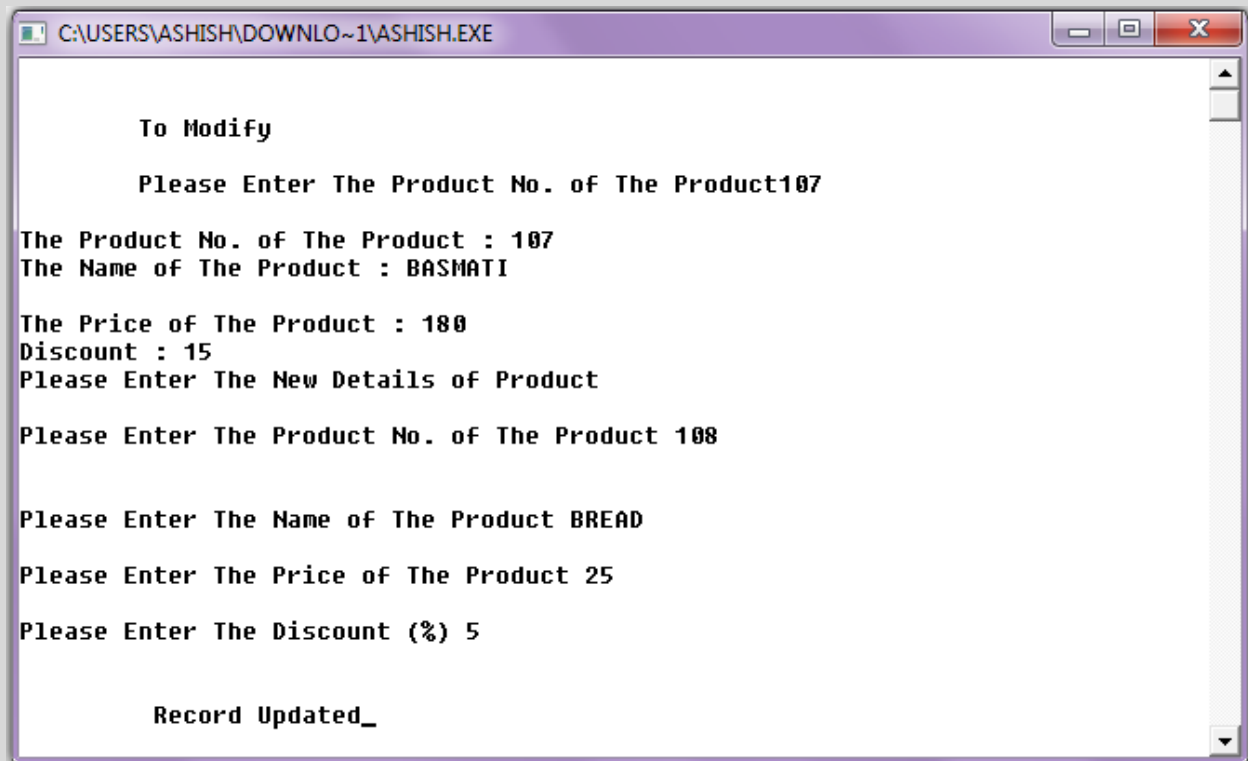 C:\USERS\ASHISH\DOWNLO~1\ASHISH.EXE
To Modify
Please Enter The Product No. of The Product107
The Product No. of The Product : 107
The Name of The Product : BASMATI
The Price of The Product : 180
Discount : 15
Please Enter The New Details of Product
Please Enter The Product No. of The Product 108
Please Enter The Name of The Product BREAD
Please Enter The Price of The Product 25
Please Enter The Discount (%) 5
Record Updated_